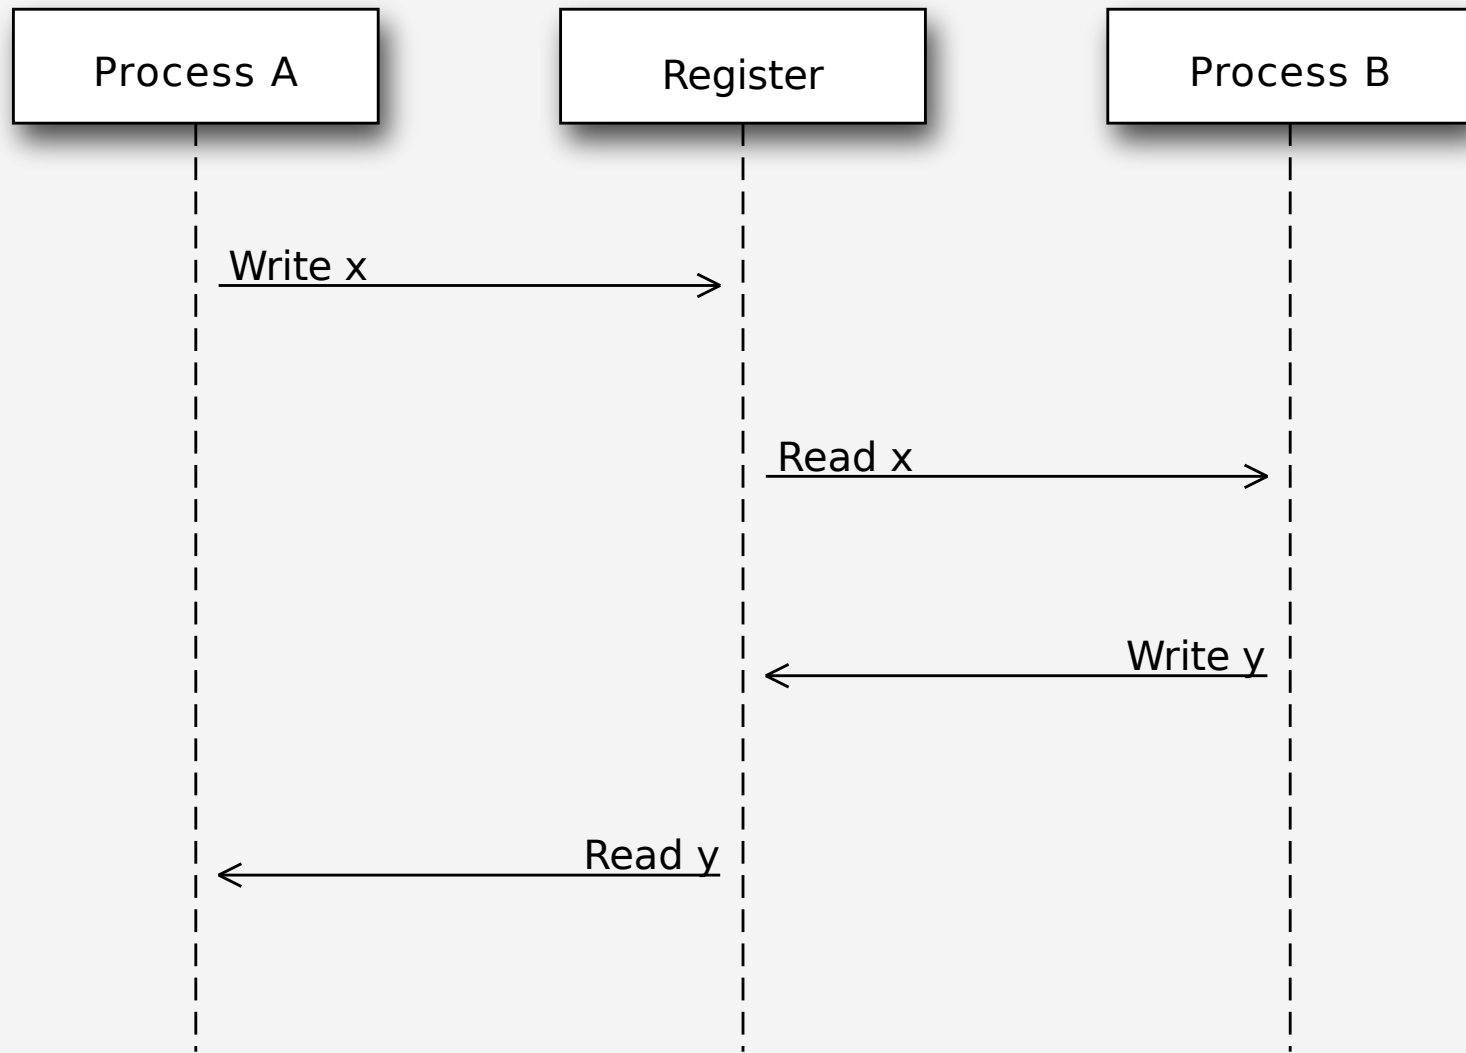 Process A
Register
Process B
Write x
Read x
Write y
Read y